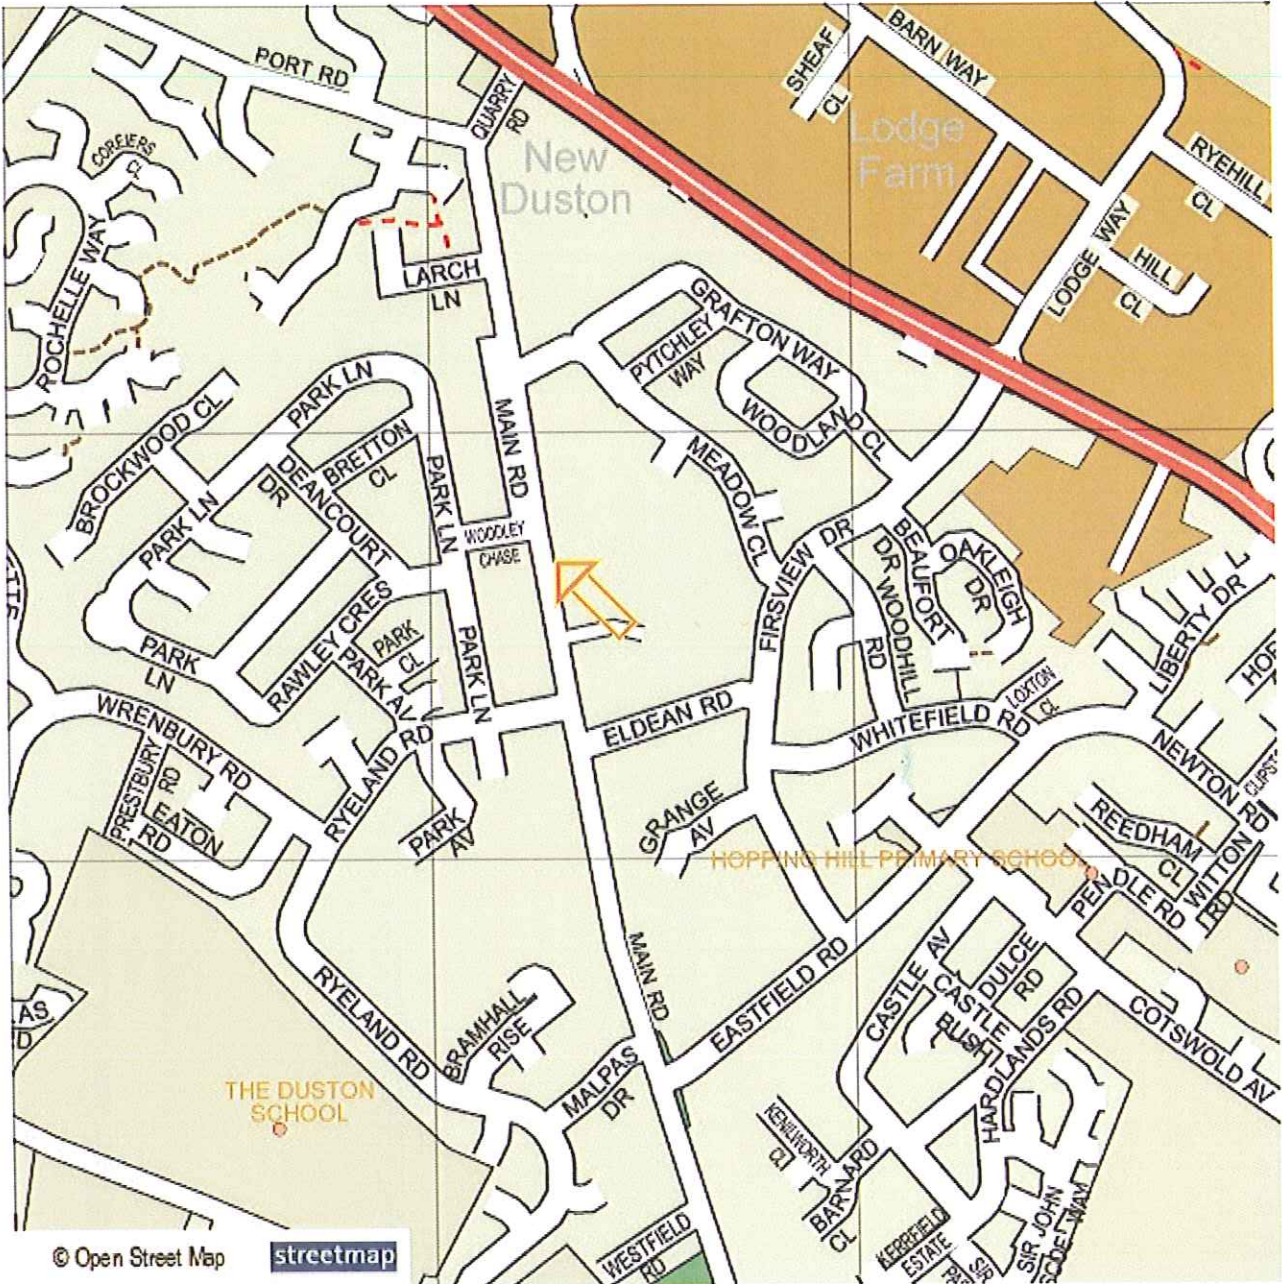 PORT RD
QUARRY
RD
SHEAF
CL
BARN WAY
Lodge
Farm
RYEHILL
CL
New
Duston
CL
ROCHELLE WAY
LARCH
LN
LODGE WAY
HILL
CL
GRAFTON WAY
PYTCHLEY
WAY
WOODLAND CL
PARK LN
BROCKWOOD CL
BRETTON
CL
DEANCOURT
DR
MAIN RD
PARK LN
MEADOW CL
PARK LN
WOODLEY
CHASE
FIRSVIEW DR
BEAUFORT
DR
OAKLEIGH
DR
WOODHILL
RD
LIBERTY DR
RAWLEY CRES
PARK
CL
PARK AV
PARK
LN
PARK LN
LOXTON
CL
WRENBURY RD
ELDEAN RD
WHITEFIELD RD
NEWTON RD
PRESTBURY
RD
EATON
RD
RYELAND RD
PARK
AV
GRANGE
AV
REEDHAM
CL
WITTON
RD
HOPPING HILL PRIMARY SCHOOL
PENDLE RD
MAIN RD
EASTFIELD RD
CASTLE AV
DULCE
RD
CASTLE
BUSH
HARDLANDS RD
COTSWOLD AV
RYELAND RD
BRAMHALL
RISE
MALPAS
DR
THE DUSTON
SCHOOL
KENILWORTH
CL
BARNARD
CL
KERRFIELD
ESTATE
SIR
SIR JOHN
WAY
WESTFIELD
RD
© Open Street Map
streetmap